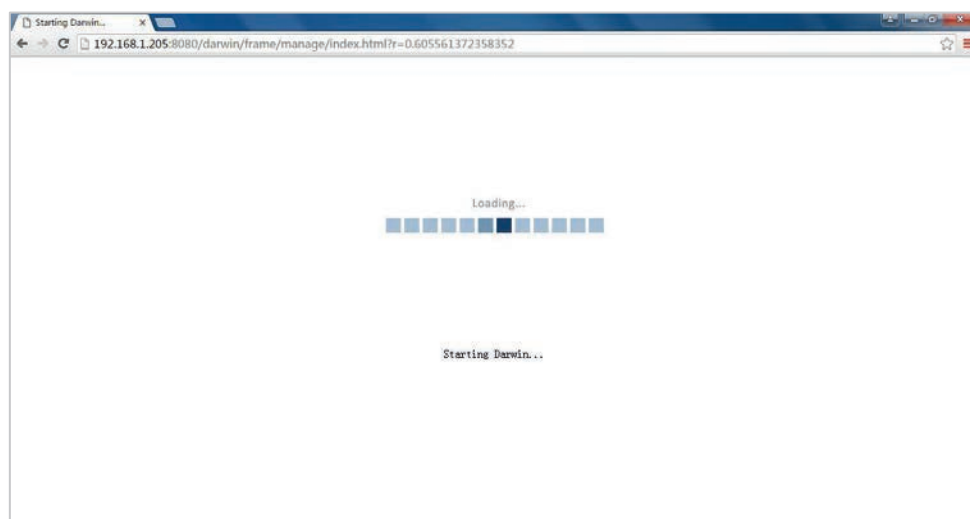 Starting Darwin...
192.168.1.205:8080/darwin/frame/manage/index.html?r=0.605561372358352
Loading...
Starting Darwin...